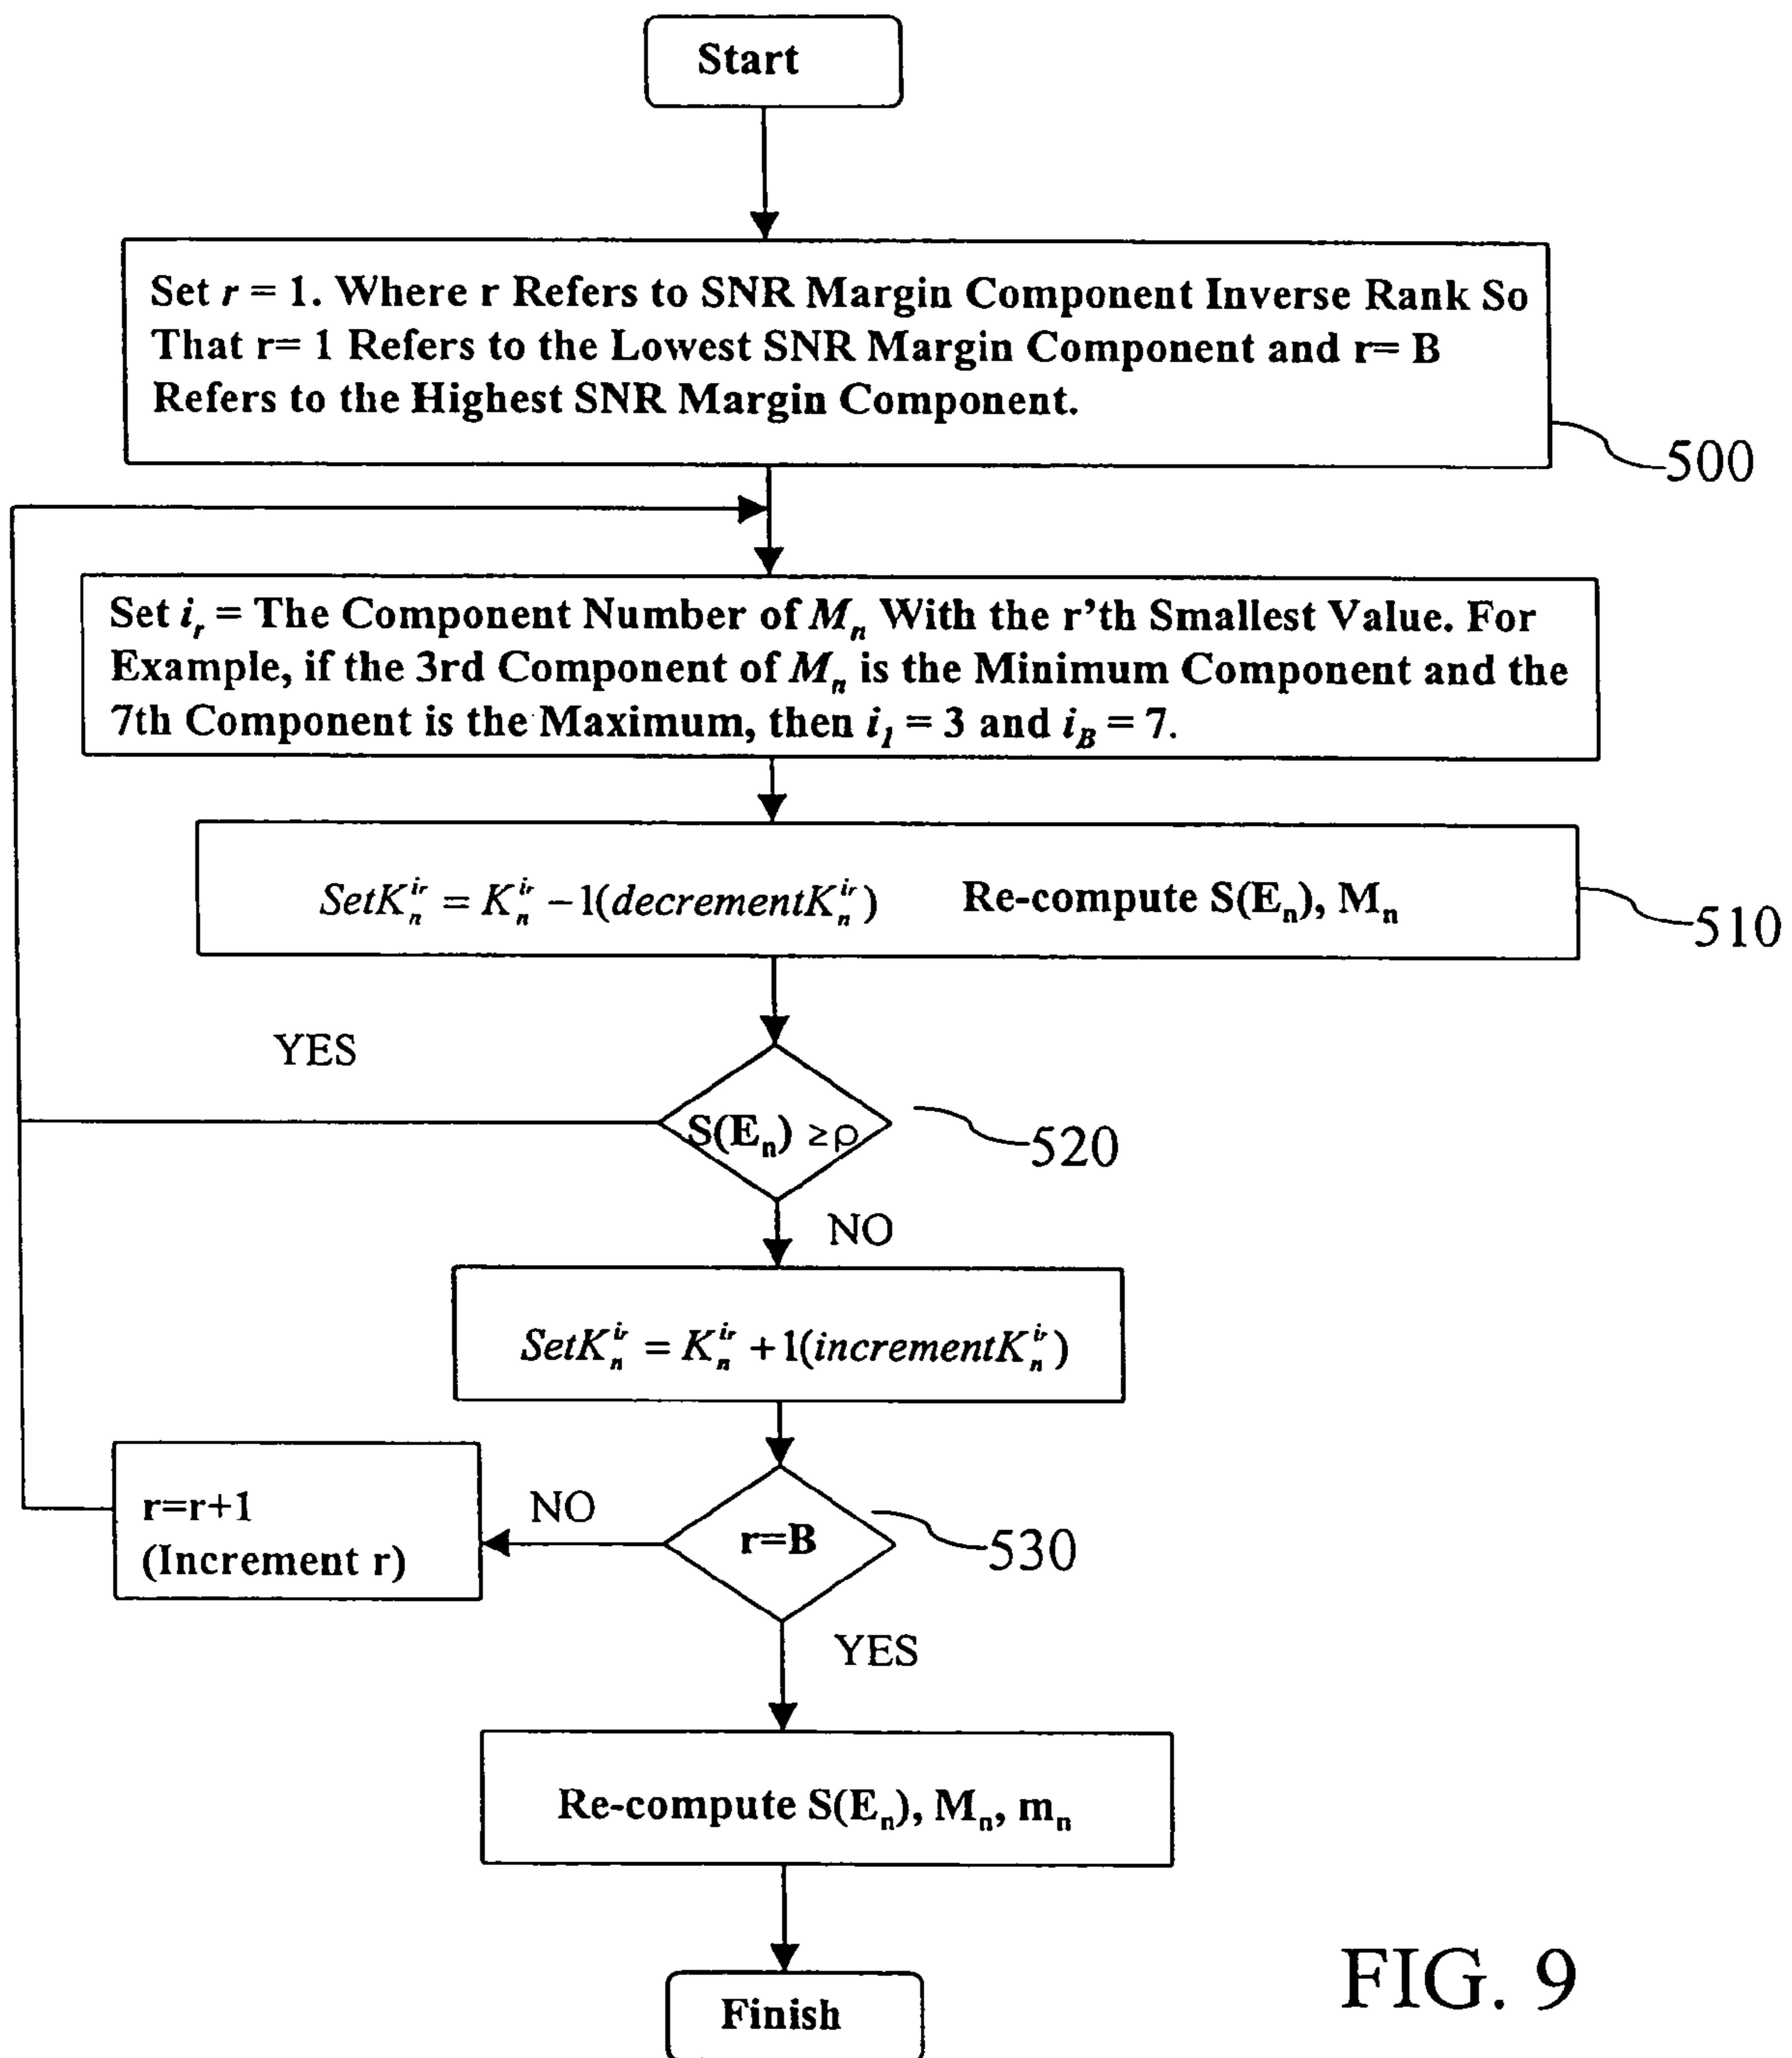 Start
Set r = 1. Where r Refers to SNR Margin Component Inverse Rank So
That r= 1 Refers to the Lowest SNR Margin Component and r= B
Refers to the Highest SNR Margin Component.
500
Set i_r = The Component Number of M_n With the r'th Smallest Value. For
Example, if the 3rd Component of M_n is the Minimum Component and the
7th Component is the Maximum, then i_1 = 3 and i_B = 7.
SetK_n^{ir} = K_n^{ir} −1(decrementK_n^{ir}) Re-compute S(E_n), M_n
510
YES
S(E_n) ≥ρ
520
NO
SetK_n^{ir} = K_n^{ir} +1(incrementK_n^{ir})
r=r+1
(Increment r)
NO
r=B
530
YES
Re-compute S(E_n), M_n, m_n
Finish
FIG. 9